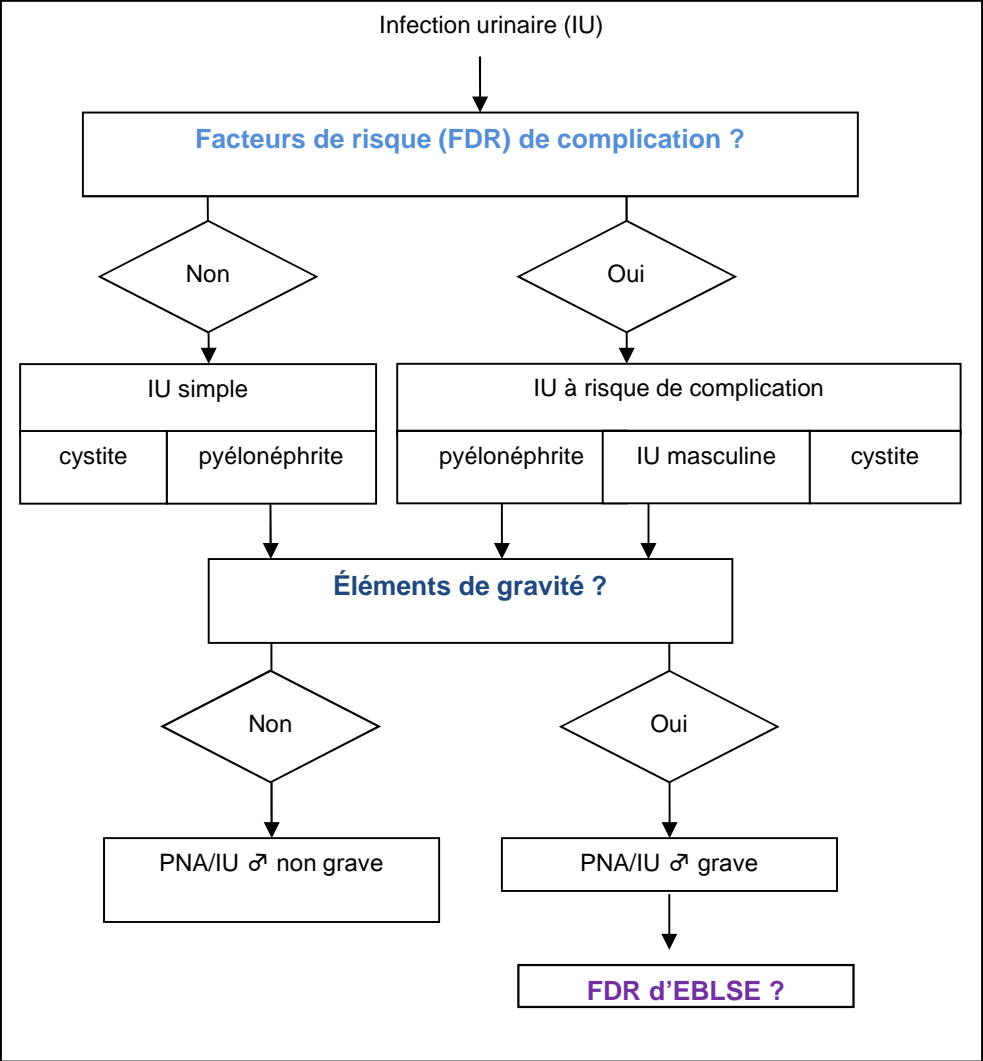 Infection urinaire (IU)
Facteurs de risque (FDR) de complication ?
Non
Oui
IU simple
IU à risque de complication
cystite
pyélonéphrite
pyélonéphrite
IU masculine
cystite
Éléments de gravité ?
Non
Oui
PNA/IU ♂ non grave
PNA/IU ♂ grave
FDR d’EBLSE ?